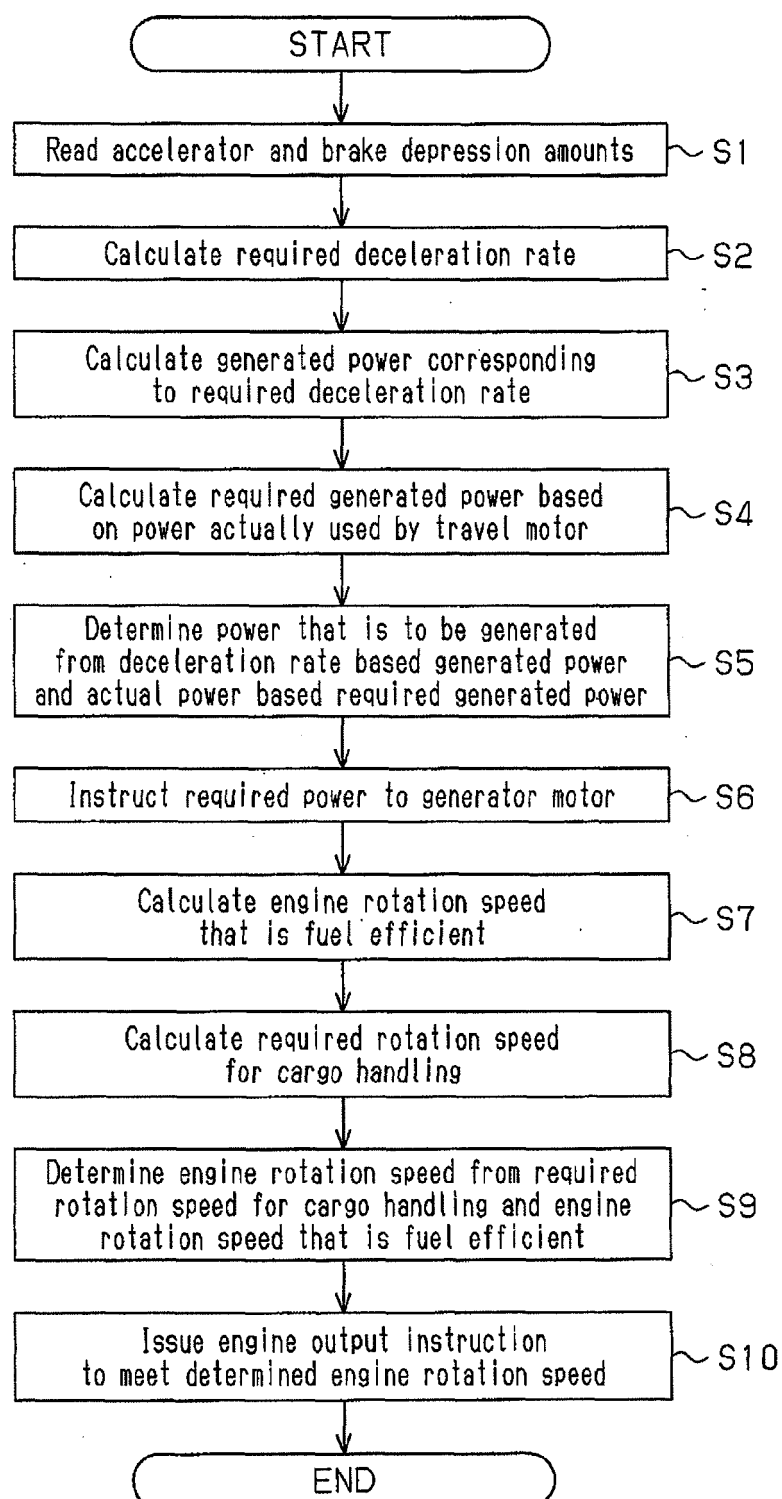 START
Read accelerator and brake depression amounts
S1
Calculate required deceleration rate
S2
Calculate generated power corresponding
to required deceleration rate
S3
Calculate required generated power based
on power actually used by travel motor
S4
Determine power that is to be generated
from deceleration rate based generated power
and actual power based required generated power
S5
Instruct required power to generator motor
S6
Calculate engine rotation speed
that is fuel efficient
S7
Calculate required rotation speed
for cargo handling
S8
Determine engine rotation speed from required
rotation speed for cargo handling and engine
rotation speed that is fuel efficient
S9
Issue engine output instruction
to meet determined engine rotation speed
S10
END